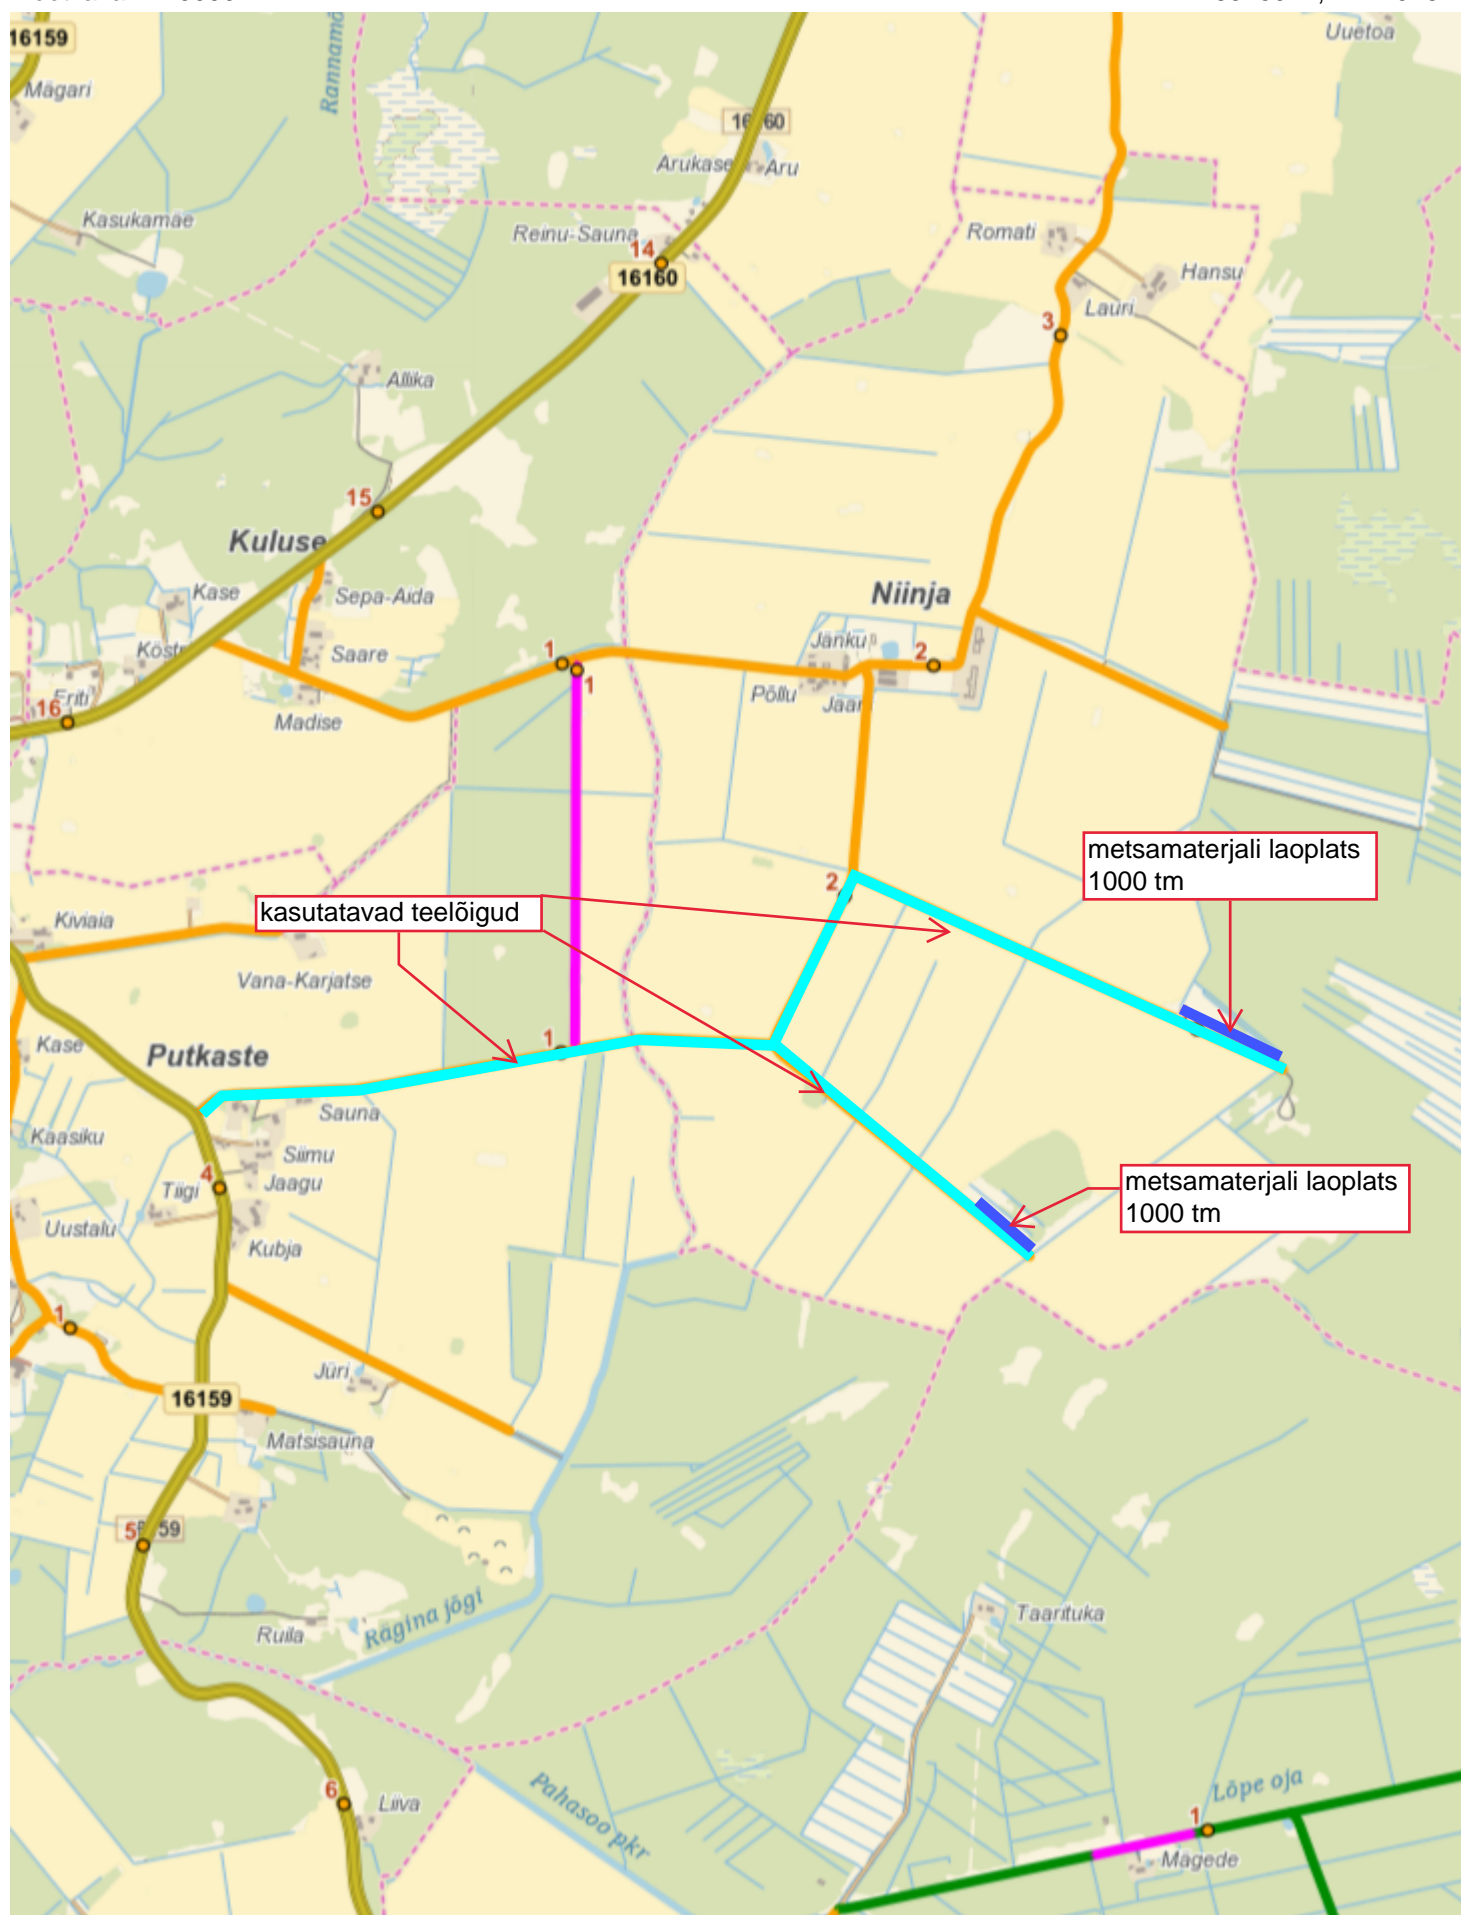 16159
Uuetoa
Mägari
Rannamõ
16160
Arukase
Aru
Kasukamäe
Reinu-Sauna
14
16160
Romati
Hansu
Lauri
3
Allika
15
Kuluse
Kase
Sepa-Aida
Niinja
Köstr
Saare
1
Janku
2
1
Eriti
16
Madise
Põllu
Jaani
metsamaterjali laoplats
1000 tm
2
kasutatavad teelõigud
Kiviaia
Vana-Karjatse
Kase
Putkaste
1
Sauna
Kaasiku
Siimu
4
Tiigi
Jaagu
metsamaterjali laoplats
1000 tm
Uustalu
Kubja
1
Jüri
16159
Matsisauna
5
59
Rägina jõgi
Ruila
Taarituka
6
Liiva
Pahasoo pkr
Lõpe oja
1
Magede